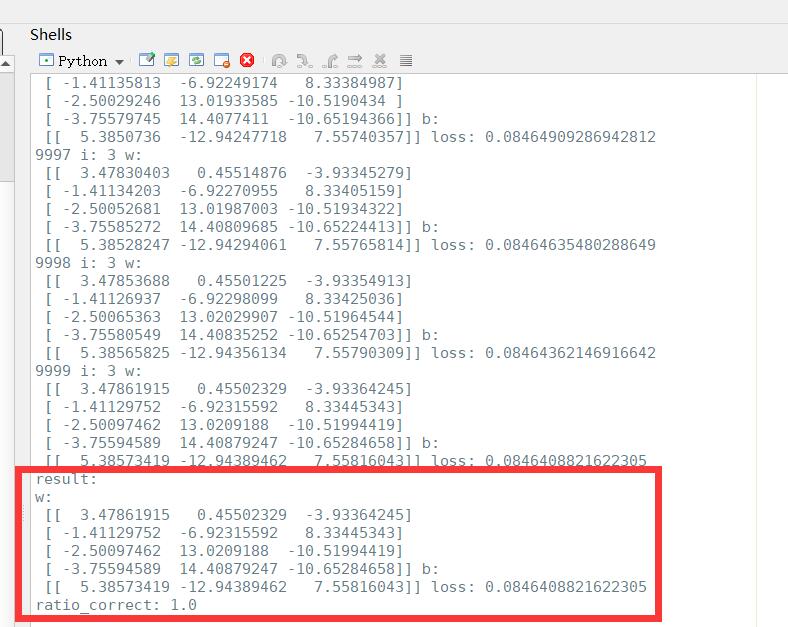 Shells
Python
[ -1.41135813  -6.92249174   8.33384987]
[ -2.50029246  13.01933585 -10.5190434 ]
[ -3.75579745  14.4077411  -10.65194366]] b:
[[  5.3850736  -12.94247718   7.55740357]] loss: 0.08464909286942812
9997 i: 3 w:
[[  3.47830403   0.45514876  -3.93345279]
[ -1.41134203  -6.92270955   8.33405159]
[ -2.50052681  13.01987003 -10.51934322]
[ -3.75585272  14.40809685 -10.65224413]] b:
[[  5.38528247 -12.94294061   7.55765814]] loss: 0.08464635480288649
9998 i: 3 w:
[[  3.47853688   0.45501225  -3.93354913]
[ -1.41126937  -6.92298099   8.33425036]
[ -2.50065363  13.02029907 -10.51964544]
[ -3.75580549  14.40835252 -10.65254703]] b:
[[  5.38565825 -12.94356134   7.55790309]] loss: 0.08464362146916642
9999 i: 3 w:
[[  3.47861915   0.45502329  -3.93364245]
[ -1.41129752  -6.92315592   8.33445343]
[ -2.50097462  13.0209188  -10.51994419]
[ -3.75594589  14.40879247 -10.65284658]] b:
[[  5.38573419 -12.94389462   7.55816043]] loss: 0.0846408821622305
result:
w:
[[  3.47861915   0.45502329  -3.93364245]
[ -1.41129752  -6.92315592   8.33445343]
[ -2.50097462  13.0209188  -10.51994419]
[ -3.75594589  14.40879247 -10.65284658]] b:
[[  5.38573419 -12.94389462   7.55816043]] loss: 0.0846408821622305
ratio_correct: 1.0